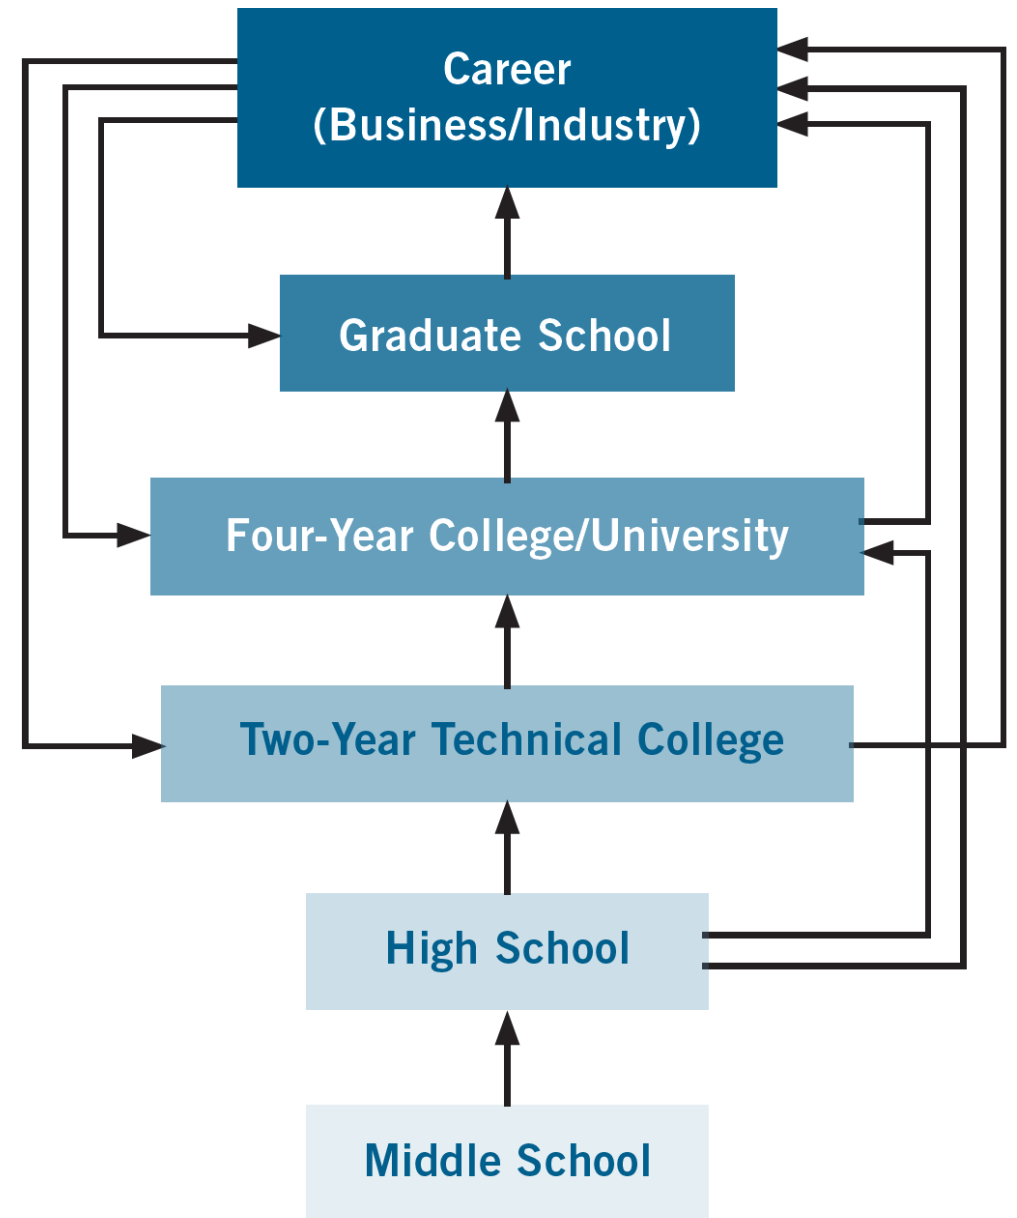 Career
(Business/Industry)
Graduate School
Four-Year College/University
Two-Year Technical College
High School
Middle School